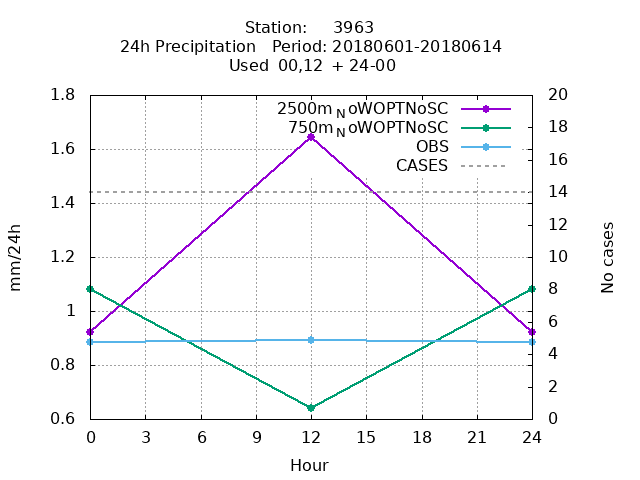 Station: 3963
24h Precipitation Period: 20180601-20180614
Used 00,12 + 24-00
1.8
1.6
1.4
1.2
1
0.8
0.6
mm/24h
2500m_NoWOPTNoSC
750m_NoWOPTNoSC
OBS
CASES
20
18
16
14
12
10
8
6
4
2
0
No cases
0 3 6 9 12 15 18 21 24
Hour